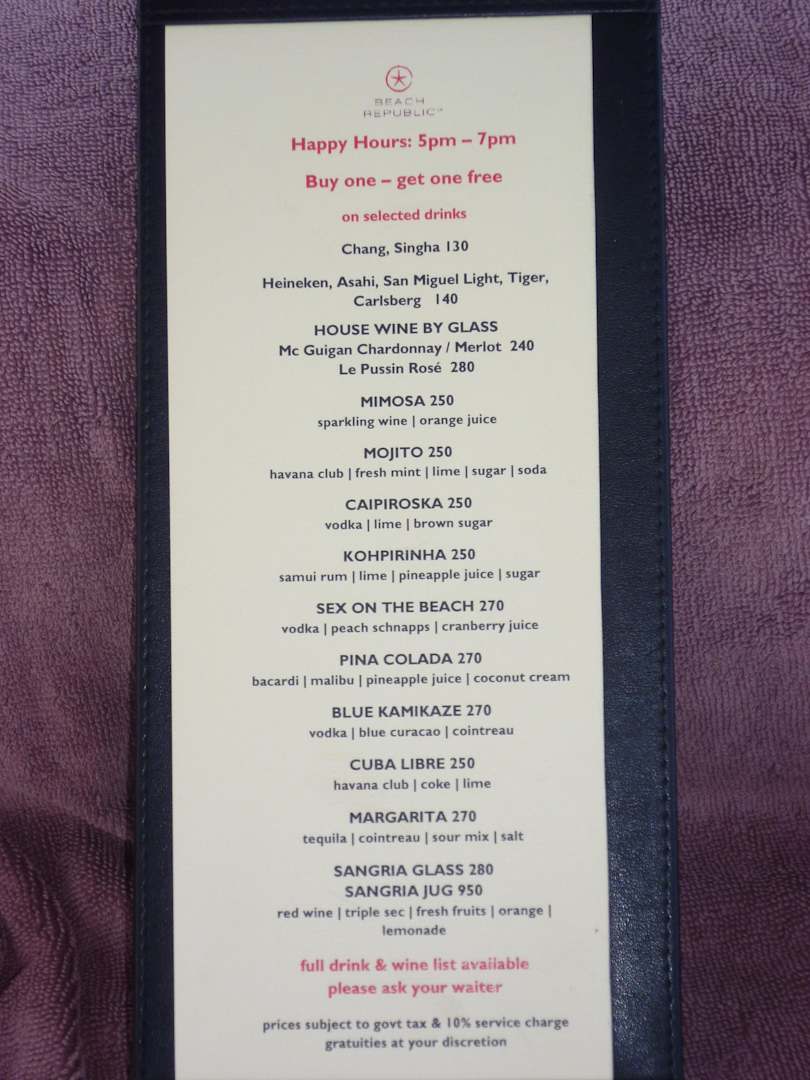 BEACH
REPUBLIC™
Happy Hours: 5pm – 7pm
Buy one – get one free
on selected drinks
Chang, Singha 130
Heineken, Asahi, San Miguel Light, Tiger,
Carlsberg 140
HOUSE WINE BY GLASS
Mc Guigan Chardonnay / Merlot 240
Le Pussin Rosé 280
MIMOSA 250
sparkling wine | orange juice
MOJITO 250
havana club | fresh mint | lime | sugar | soda
CAIPIROSKA 250
vodka | lime | brown sugar
KOHPIRINHA 250
samui rum | lime | pineapple juice | sugar
SEX ON THE BEACH 270
vodka | peach schnapps | cranberry juice
PINA COLADA 270
bacardi | malibu | pineapple juice | coconut cream
BLUE KAMIKAZE 270
vodka | blue curacao | cointreau
CUBA LIBRE 250
havana club | coke | lime
MARGARITA 270
tequila | cointreau | sour mix | salt
SANGRIA GLASS 280
SANGRIA JUG 950
red wine | triple sec | fresh fruits | orange |
lemonade
full drink & wine list available
please ask your waiter
prices subject to govt tax & 10% service charge
gratuities at your discretion